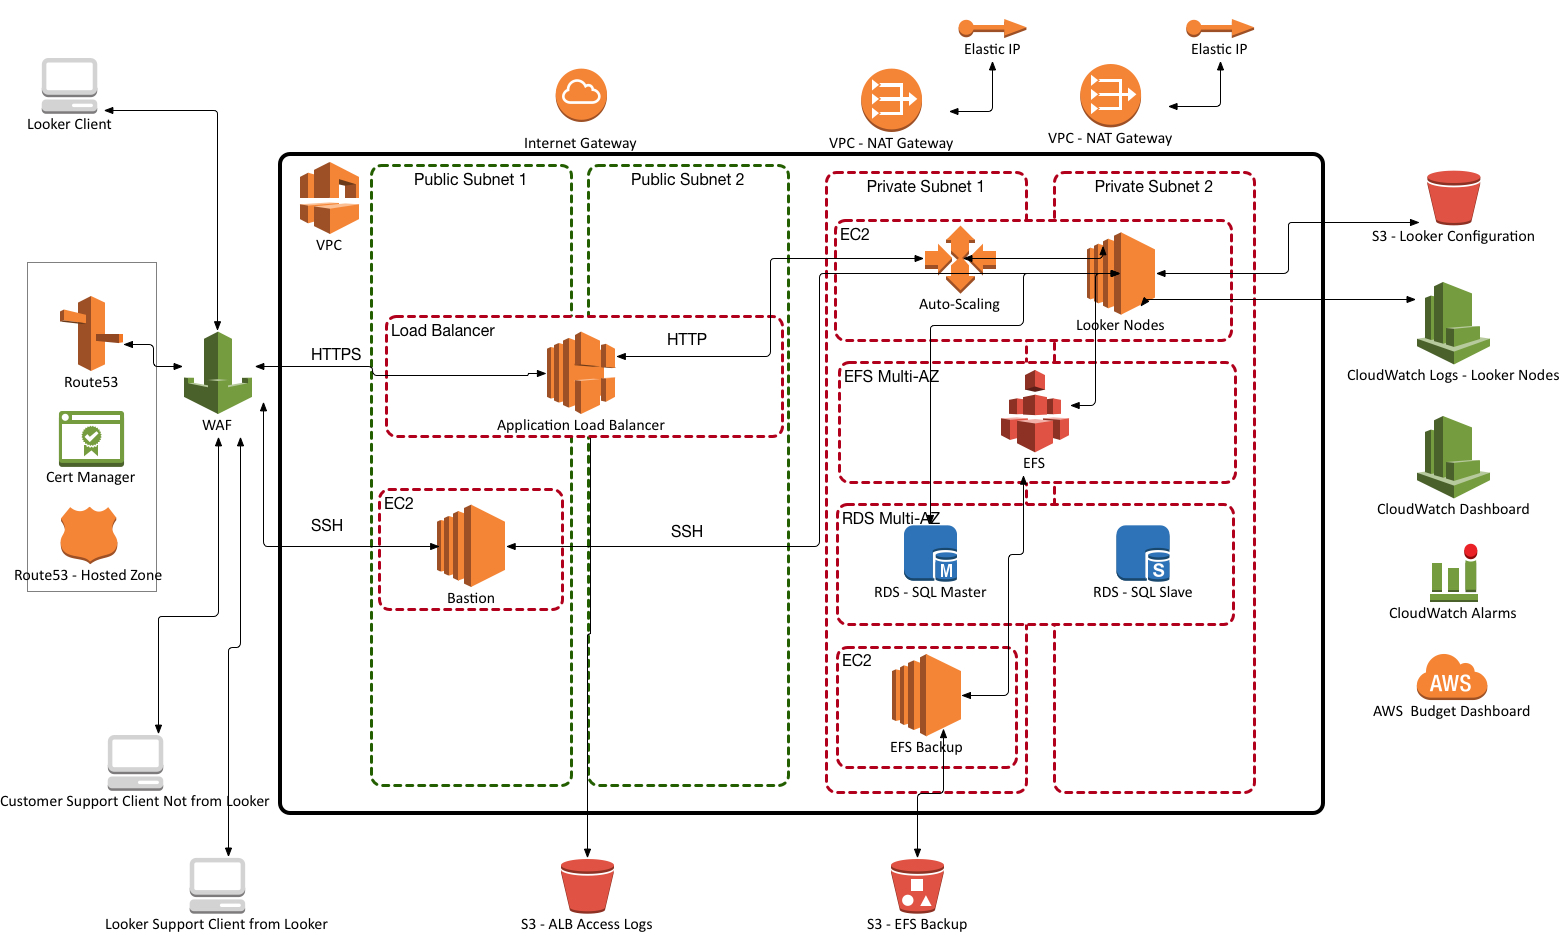 Elastic IP
Elastic IP
Looker Client
Internet Gateway
VPC - NAT Gateway
VPC - NAT Gateway
Public Subnet 1
Public Subnet 2
Private Subnet 1
Private Subnet 2
VPC
EC2
S3 - Looker Configuration
Auto-Scaling
Looker Nodes
Load Balancer
HTTP
HTTPS
Route53
WAF
Application Load Balancer
EFS Multi-AZ
EFS
CloudWatch Logs - Looker Nodes
Cert Manager
EC2
SSH
SSH
Bastion
RDS Multi-AZ
RDS - SQL Master
RDS - SQL Slave
CloudWatch Dashboard
Route53 - Hosted Zone
CloudWatch Alarms
EC2
EFS Backup
AWS
AWS  Budget Dashboard
M
S
Customer Support Client Not from Looker
Looker Support Client from Looker
S3 - ALB Access Logs
S3 - EFS Backup